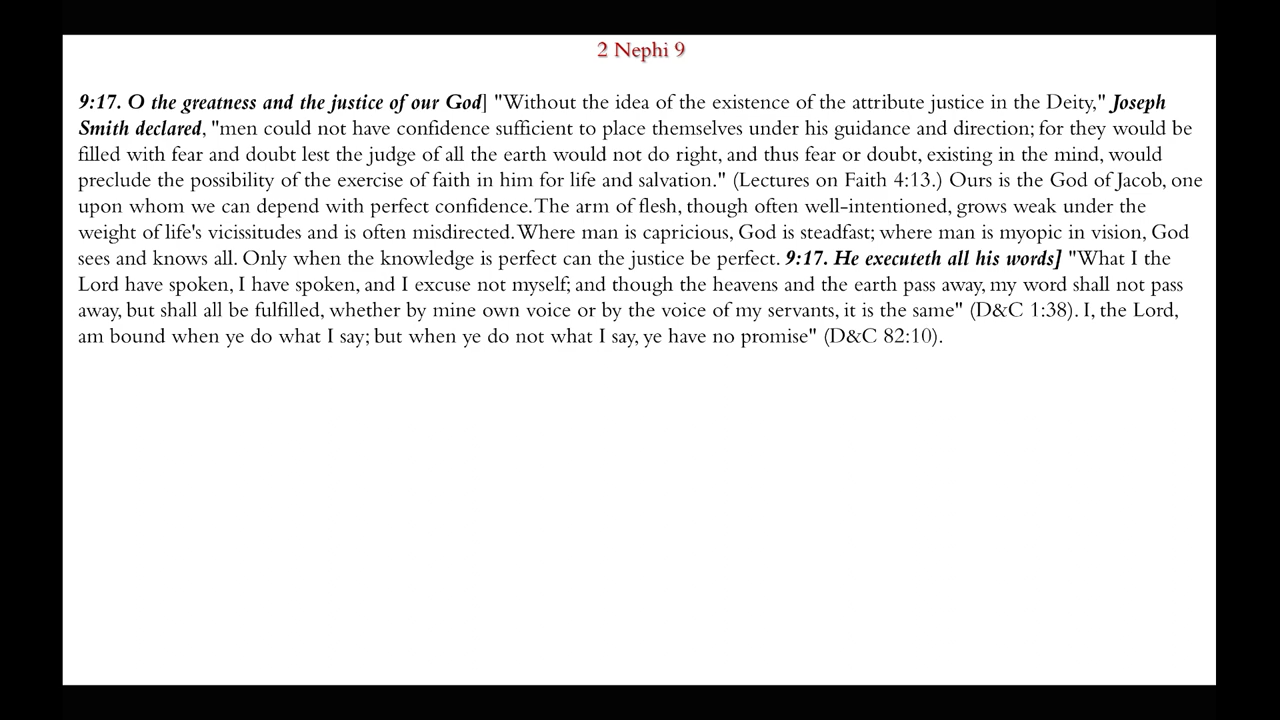 2 Nephi 9
9:17. O the greatness and the justice of our God] "Without the idea of the existence of the attribute justice in the Deity," Joseph
Smith declared, "men could not have confidence sufficient to place themselves under his guidance and direction; for they would be
filled with fear and doubt lest the judge of all the earth would not do right, and thus fear or doubt, existing in the mind, would
preclude the possibility of the exercise of faith in him for life and salvation." (Lectures on Faith 4:13.) Ours is the God of Jacob, one
upon whom we can depend with perfect confidence. The arm of flesh, though often well-intentioned, grows weak under the
weight of life's vicissitudes and is often misdirected. Where man is capricious, God is steadfast; where man is myopic in vision, God
sees and knows all. Only when the knowledge is perfect can the justice be perfect. 9:17. He executeth all his words] "What I the
Lord have spoken, I have spoken, and I excuse not myself; and though the heavens and the earth pass away, my word shall not pass
away, but shall all be fulfilled, whether by mine own voice or by the voice of my servants, it is the same" (D&C 1:38). I, the Lord,
am bound when ye do what I say; but when ye do not what I say, ye have no promise" (D&C 82:10).